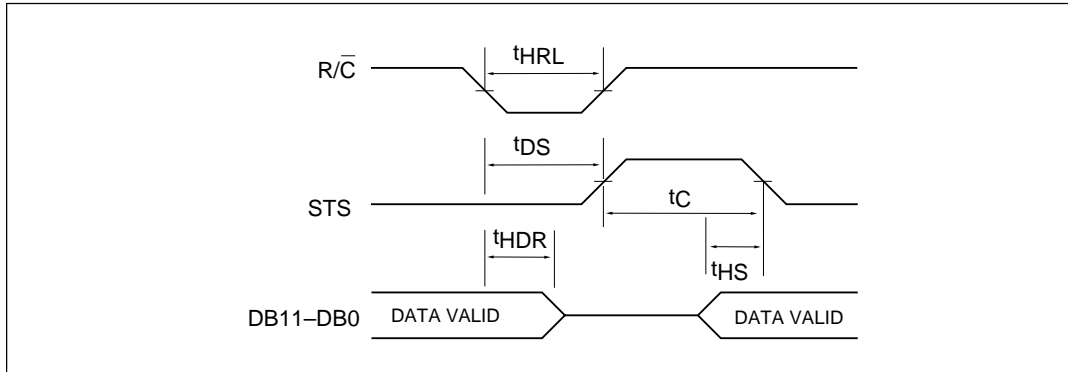 tHRL
R/C̅
tDS
tC
STS
tHDR
tHS
DB11–DB0
DATA VALID
DATA VALID